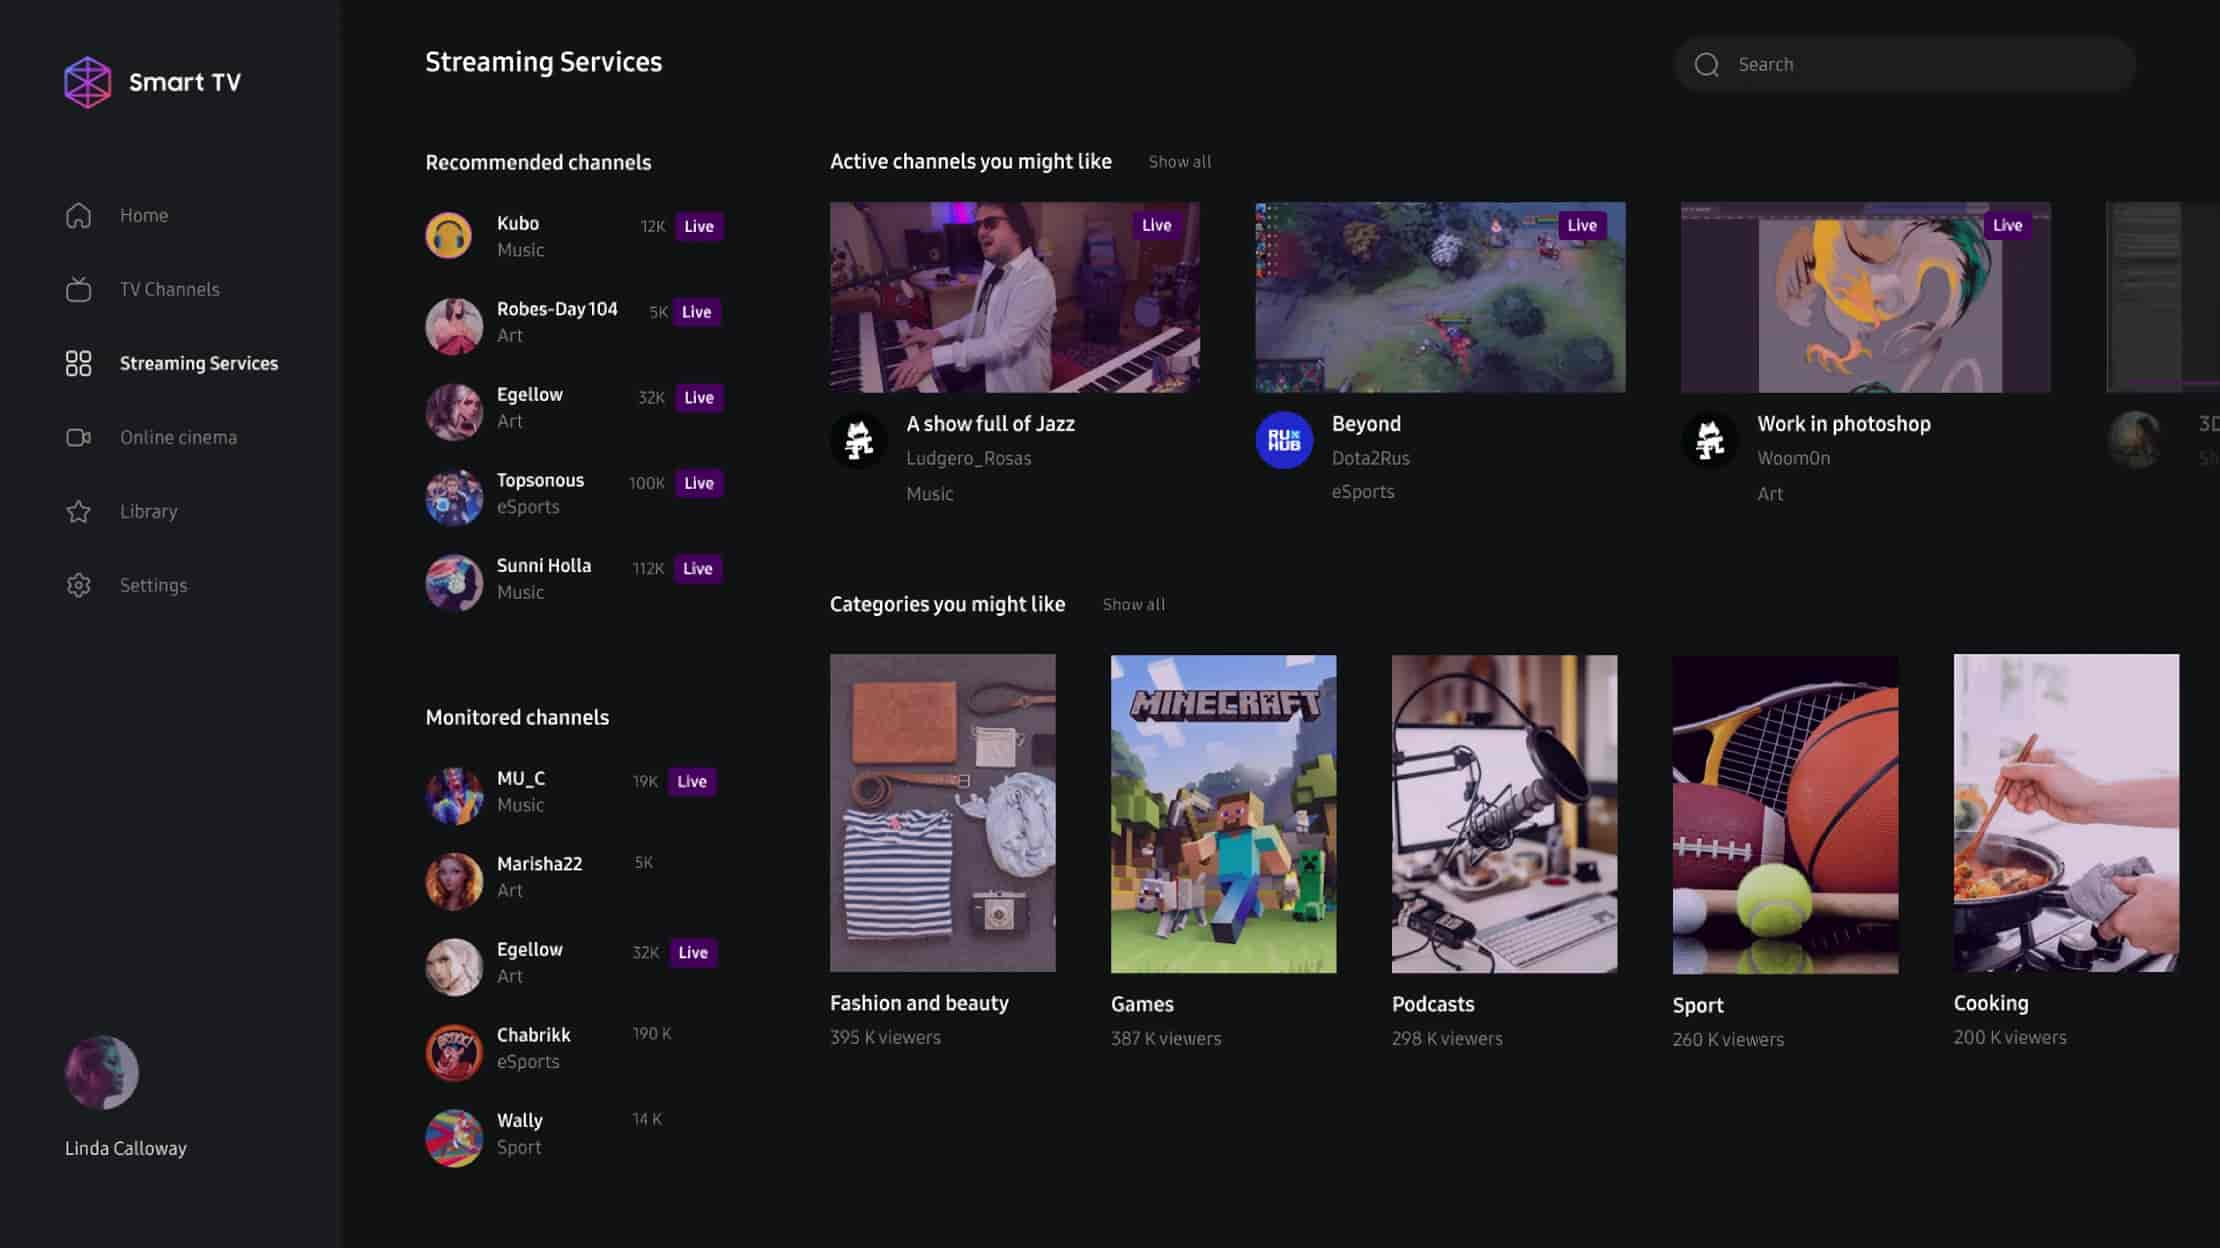 Smart TV
Home
TV Channels
Streaming Services
Online cinema
Library
Settings
Linda Calloway
Streaming Services
Search
Recommended channels
Kubo 12K Live
Music
Robes-Day 104 5K Live
Art
Egellow 32K Live
Art
Topsonous 100K Live
eSports
Sunni Holla 112K Live
Music
Monitored channels
MU_C 19K Live
Music
Marisha22 5K
Art
Egellow 32K Live
Art
Chabrikk 190 K
eSports
Wally 14 K
Sport
Active channels you might like Show all
Live
A show full of Jazz
Ludgero_Rosas
Music
Live
RU HUB
Beyond
Dota2Rus
eSports
Live
Work in photoshop
Woom0n
Art
3D
Sh
Categories you might like Show all
Fashion and beauty
395 K viewers
MINECRAFT
Games
387 K viewers
Podcasts
298 K viewers
Sport
260 K viewers
Cooking
200 K viewers